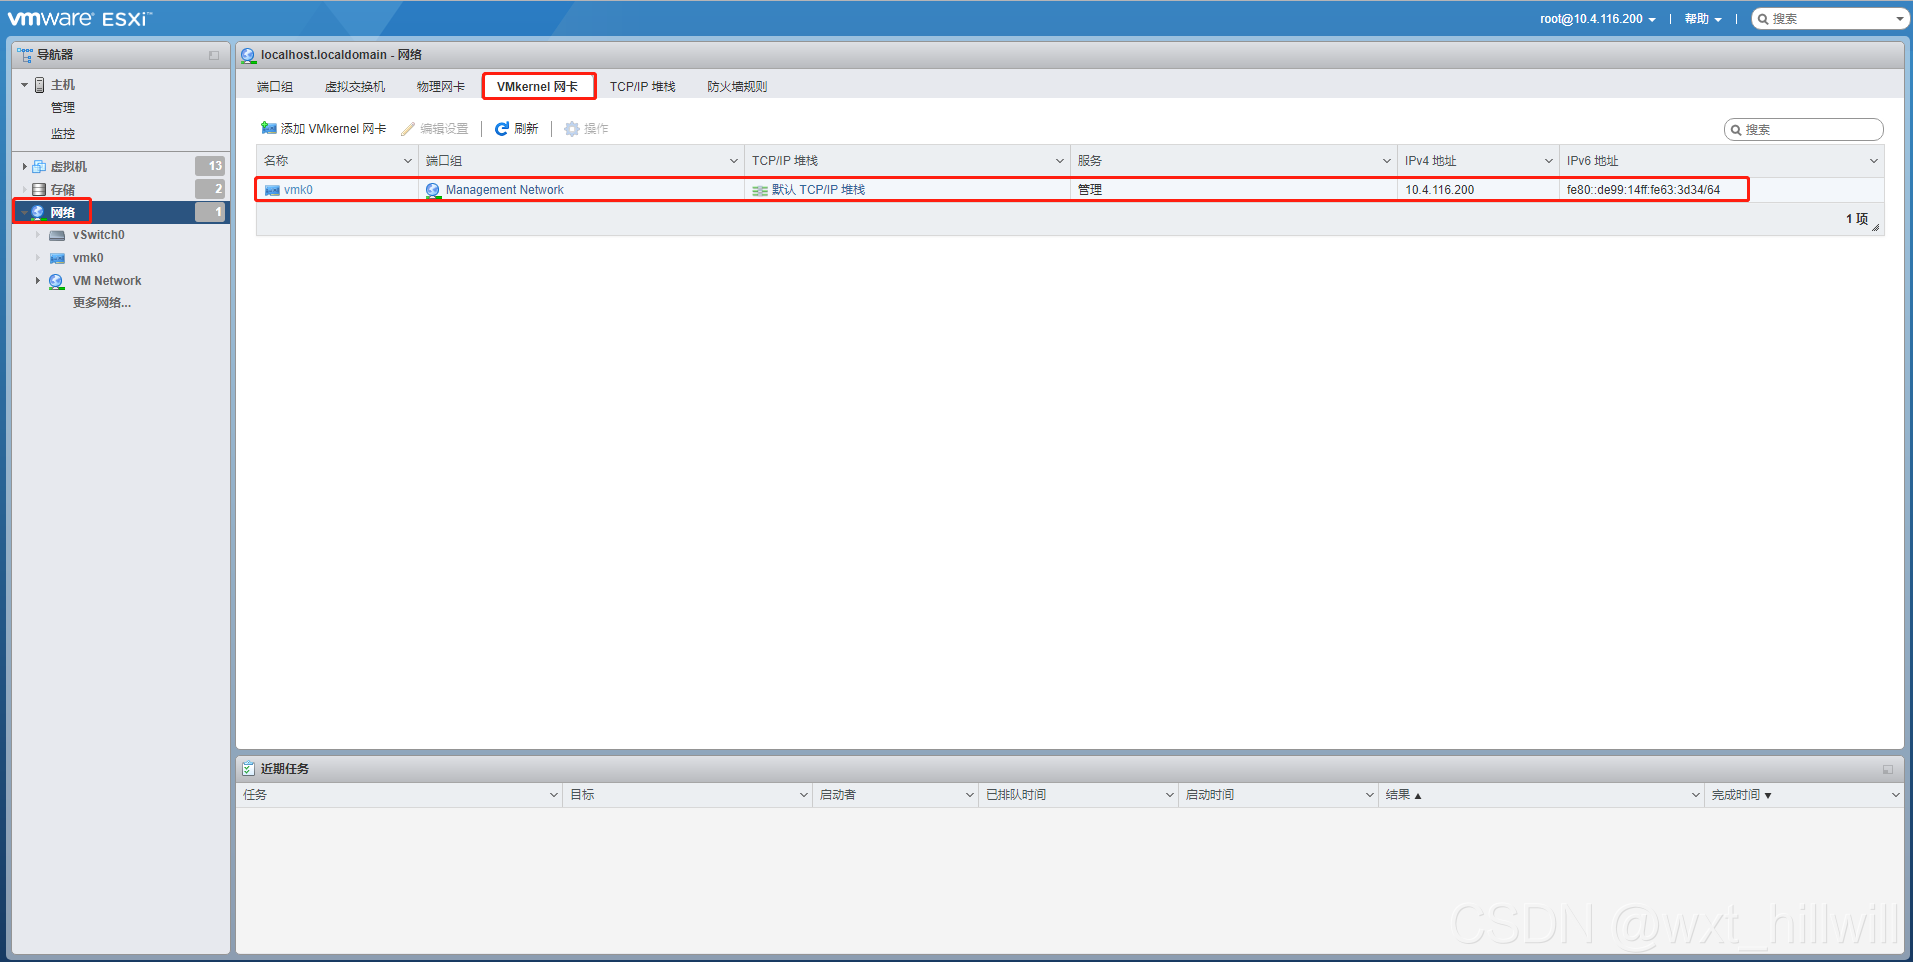 vmware ESXi™
root@10.4.116.200
帮助
搜索
导航器
主机
管理
监控
虚拟机 13
存储 2
网络 1
vSwitch0
vmk0
VM Network
更多网络...
localhost.localdomain - 网络
端口组 虚拟交换机 物理网卡 VMkernel 网卡 TCP/IP 堆栈 防火墙规则
添加 VMkernel 网卡 编辑设置 刷新 操作
搜索
名称 端口组 TCP/IP 堆栈 服务 IPv4 地址 IPv6 地址
vmk0 Management Network 默认 TCP/IP 堆栈 管理 10.4.116.200 fe80::de99:14ff:fe63:3d34/64
1 项
近期任务
任务 目标 启动者 已排队时间 启动时间 结果 ▲ 完成时间 ▼
CSDN @wxt_hillwill